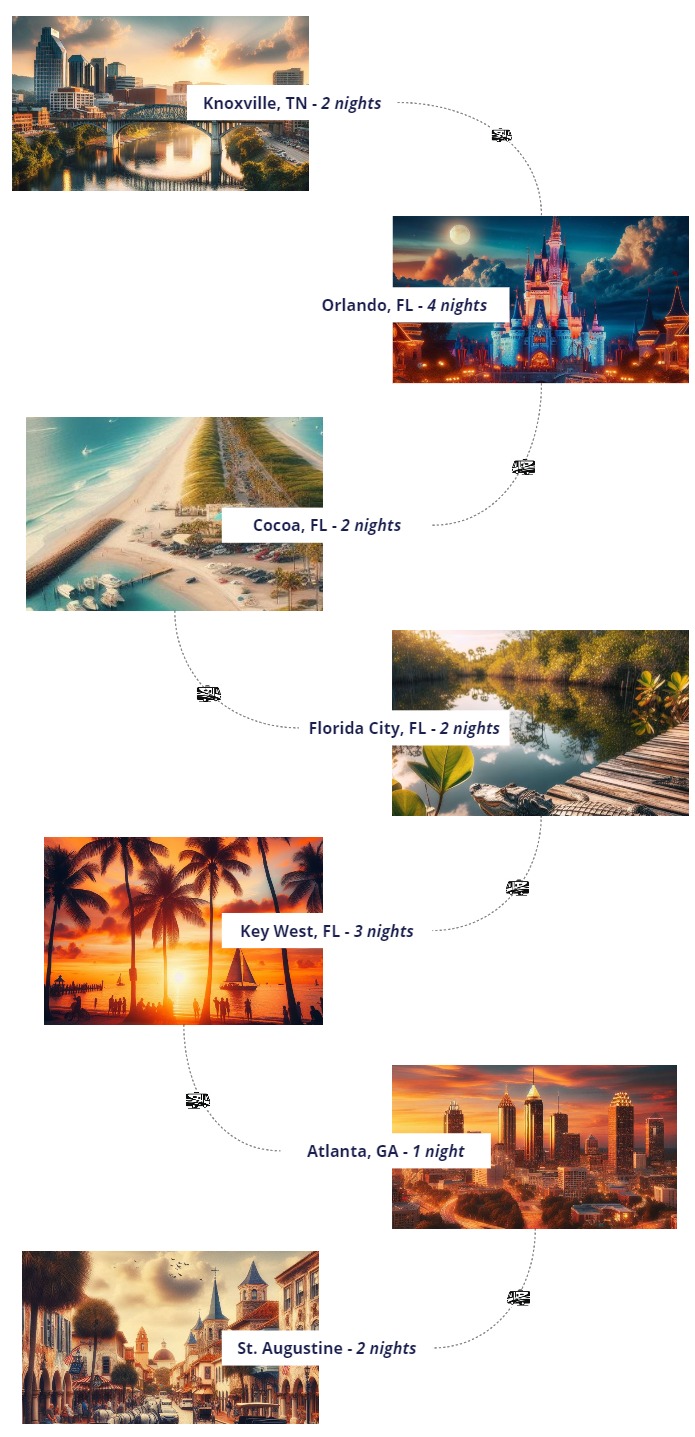 Knoxville, TN - 2 nights
Orlando, FL - 4 nights
Cocoa, FL - 2 nights
Florida City, FL - 2 nights
Key West, FL - 3 nights
Atlanta, GA - 1 night
St. Augustine - 2 nights